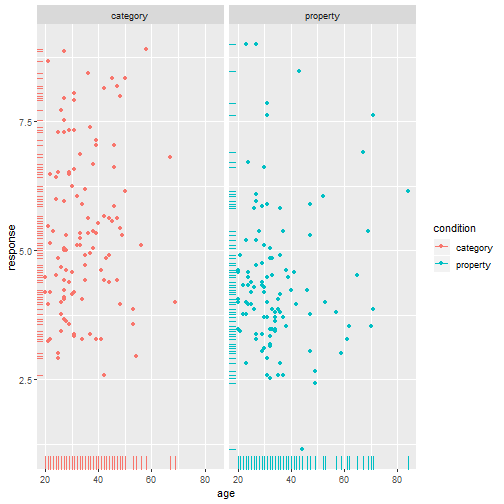 category property
7.5
5.0
2.5
response
20 40 60 80 20 40 60 80
age
condition
category
property